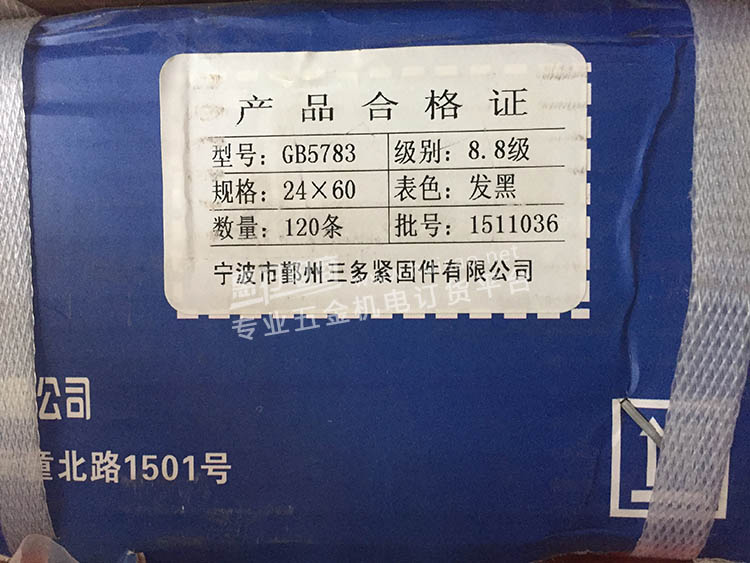 产品合格证
型号: GB5783 级别: 8.8级
规格: 24×60 表色: 发黑
数量: 120条 批号: 1511036
宁波市鄞州三多紧固件有限公司
专业五金机电订货平台
公司
童北路1501号